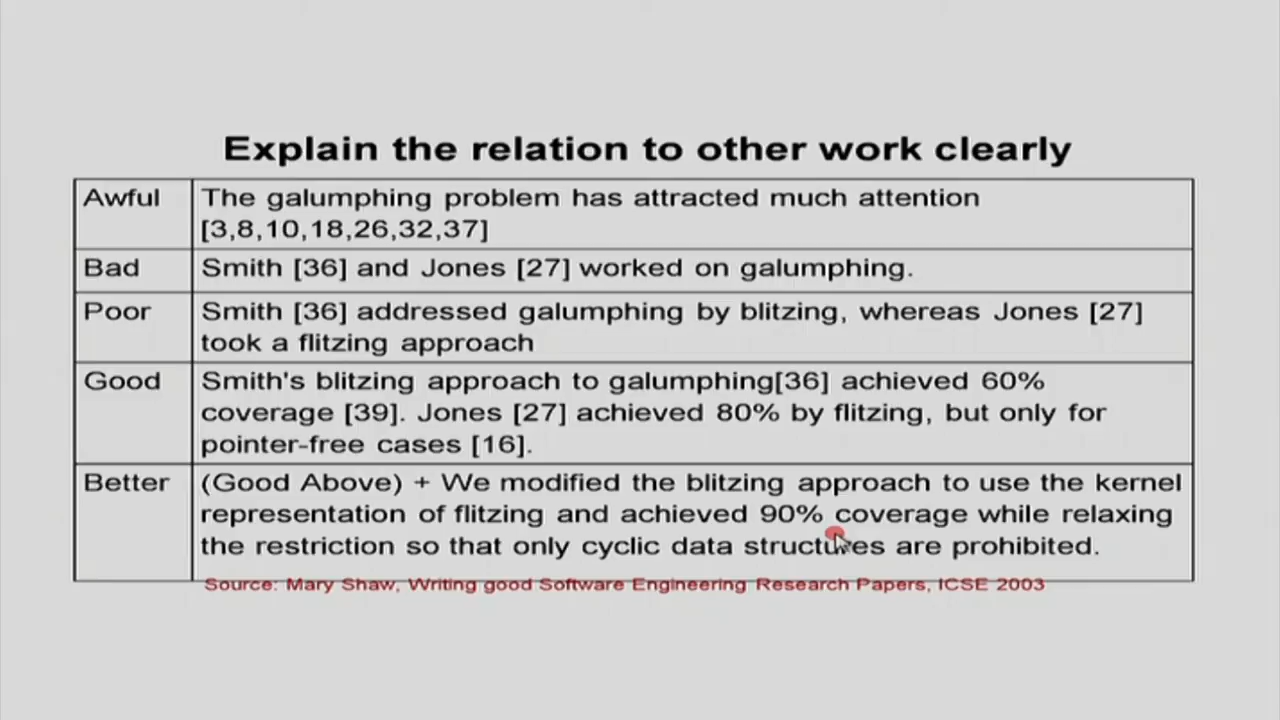 Explain the relation to other work clearly
Awful
The galumphing problem has attracted much attention
[3,8,10,18,26,32,37]
Bad
Smith [36] and Jones [27] worked on galumphing.
Poor
Smith [36] addressed galumphing by blitzing, whereas Jones [27]
took a flitzing approach
Good
Smith's blitzing approach to galumphing[36] achieved 60%
coverage [39]. Jones [27] achieved 80% by flitzing, but only for
pointer-free cases [16].
Better
(Good Above) + We modified the blitzing approach to use the kernel
representation of flitzing and achieved 90% coverage while relaxing
the restriction so that only cyclic data structures are prohibited.
Source: Mary Shaw, Writing good Software Engineering Research Papers, ICSE 2003